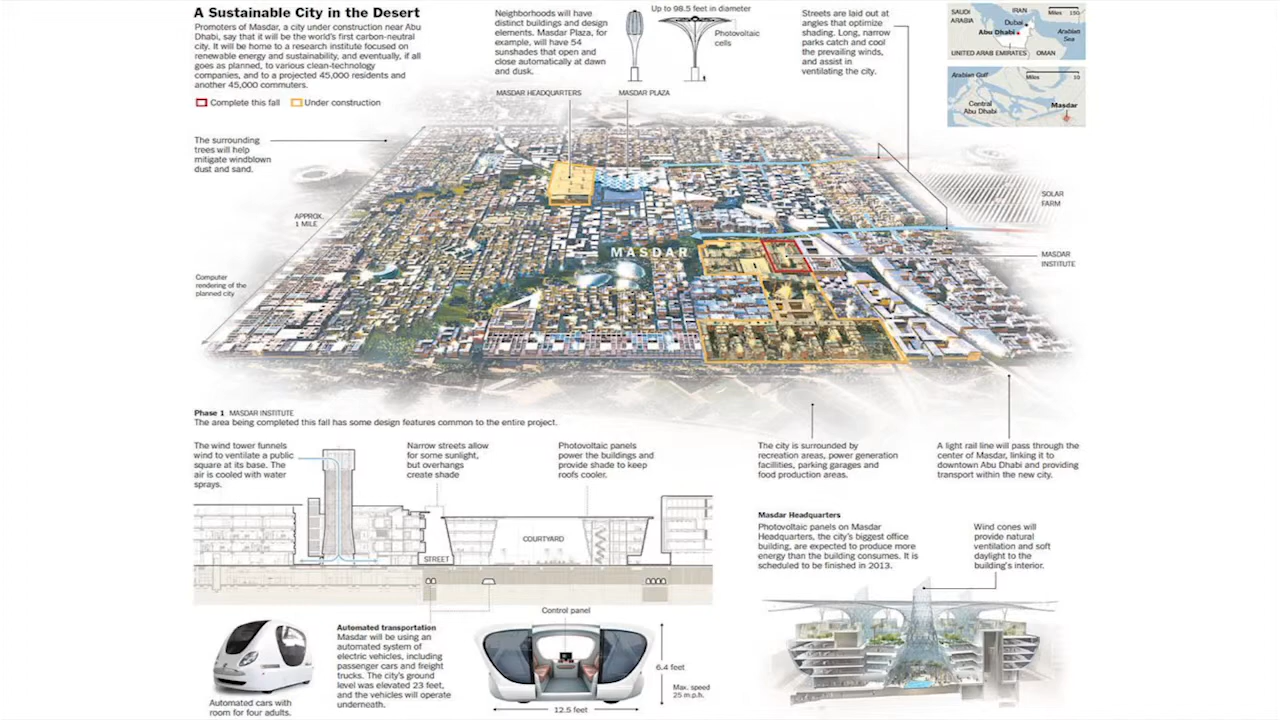 A Sustainable City in the Desert
Promoters of Masdar, a city under construction near Abu
Dhabi, say that it will be the world's first carbon-neutral
city. It will be home to a research institute focused on
renewable energy and sustainability, and eventually, if all
goes as planned, to various clean-technology
companies, and to a projected 45,000 residents and
another 45,000 commuters.
Complete this fall
Under construction
Neighborhoods will have
distinct buildings and design
elements. Masdar Plaza, for
example, will have 54
sunshades that open and
close automatically at dawn
and dusk.
Up to 98.5 feet in diameter
Photovoltaic
cells
Streets are laid out at
angles that optimize
shading. Long, narrow
parks catch and cool
the prevailing winds,
and assist in
ventilating the city.
SAUDI
ARABIA
IRAN
Miles 150
Dubai
Abu Dhabi
Arabian
Sea
UNITED ARAB EMIRATES
OMAN
Arabian Gulf
Miles 10
Central
Abu Dhabi
Masdar
MASDAR HEADQUARTERS
MASDAR PLAZA
The surrounding
trees will help
mitigate windblown
dust and sand.
APPROX.
1 MILE
SOLAR
FARM
MASDAR
MASDAR
INSTITUTE
Computer
rendering of the
planned city
Phase 1 MASDAR INSTITUTE
The area being completed this fall has some design features common to the entire project.
The wind tower funnels
wind to ventilate a public
square at its base. The
air is cooled with water
sprays.
Narrow streets allow
for some sunlight,
but overhangs
create shade
Photovoltaic panels
power the buildings and
provide shade to keep
roofs cooler.
The city is surrounded by
recreation areas, power generation
facillities, parking garages and
food production areas.
A light rail line will pass through the
center of Masdar, linking it to
downtown Abu Dhabi and providing
transport within the new city.
STREET
COURTYARD
Masdar Headquarters
Photovoltaic panels on Masdar
Headquarters, the city's biggest office
building, are expected to produce more
energy than the building consumes. It is
scheduled to be finished in 2013.
Wind cones will
provide natural
ventilation and soft
daylight to the
building's interior.
Automated cars with
room for four adults.
Automated transportation
Masdar will be using an
automated system of
electric vehicles, including
passenger cars and freight
trucks. The city's ground
level was elevated 23 feet,
and the vehicles will operate
underneath.
Control panel
6.4 feet
Max. speed
25 m.p.h.
12.5 feet